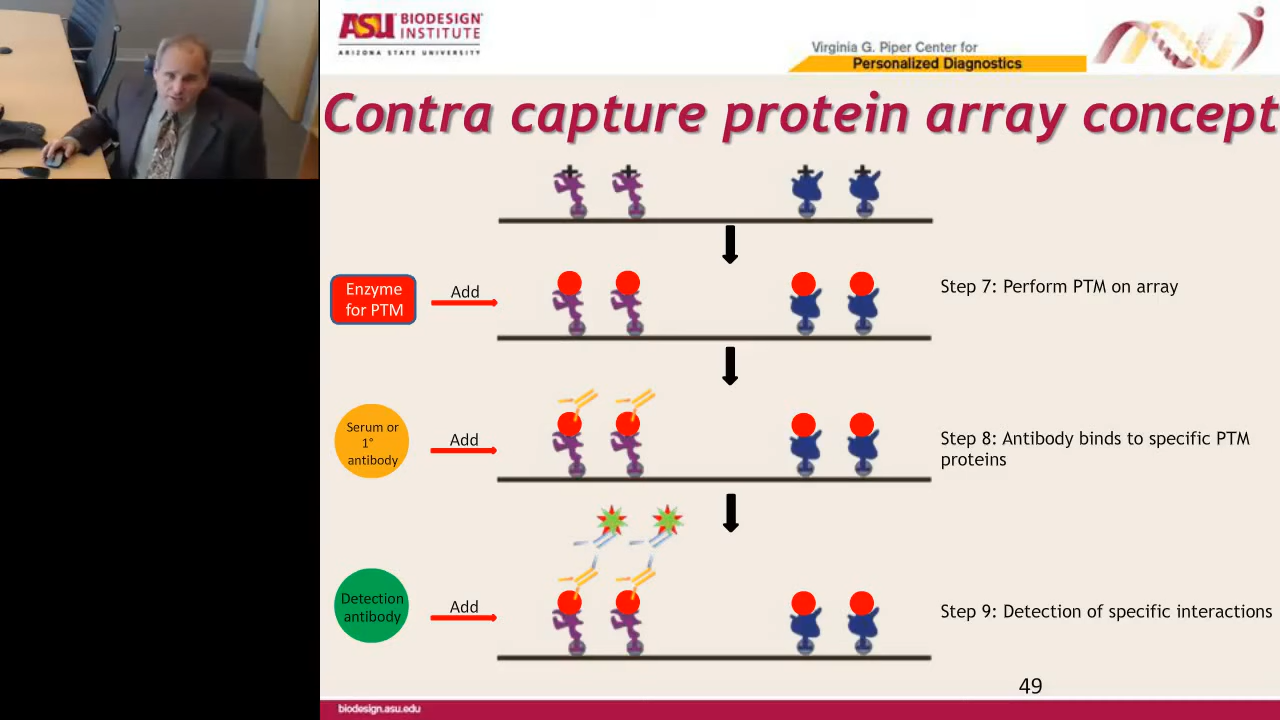 ASU BIODESIGN
INSTITUTE
ARIZONA STATE UNIVERSITY
Virginia G. Piper Center for
Personalized Diagnostics
Contra capture protein array concept
+ + + +
Enzyme
for PTM
Add
Step 7: Perform PTM on array
Serum or
1°
antibody
Add
Step 8: Antibody binds to specific PTM
proteins
Detection
antibody
Add
Step 9: Detection of specific interactions
49
biodesign.asu.edu